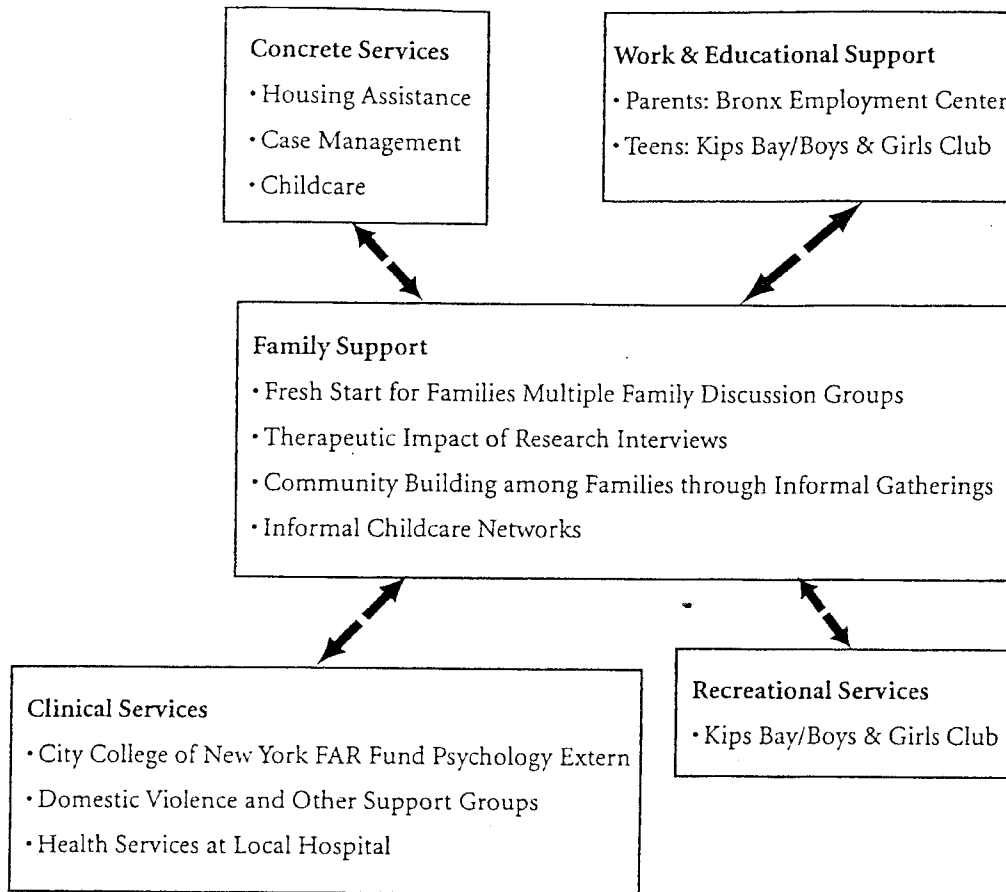 Concrete Services
· Housing Assistance
· Case Management
· Childcare
Work & Educational Support
· Parents: Bronx Employment Center
· Teens: Kips Bay/Boys & Girls Club
Family Support
· Fresh Start for Families Multiple Family Discussion Groups
· Therapeutic Impact of Research Interviews
· Community Building among Families through Informal Gatherings
· Informal Childcare Networks
Clinical Services
· City College of New York FAR Fund Psychology Extern
· Domestic Violence and Other Support Groups
· Health Services at Local Hospital
Recreational Services
· Kips Bay/Boys & Girls Club